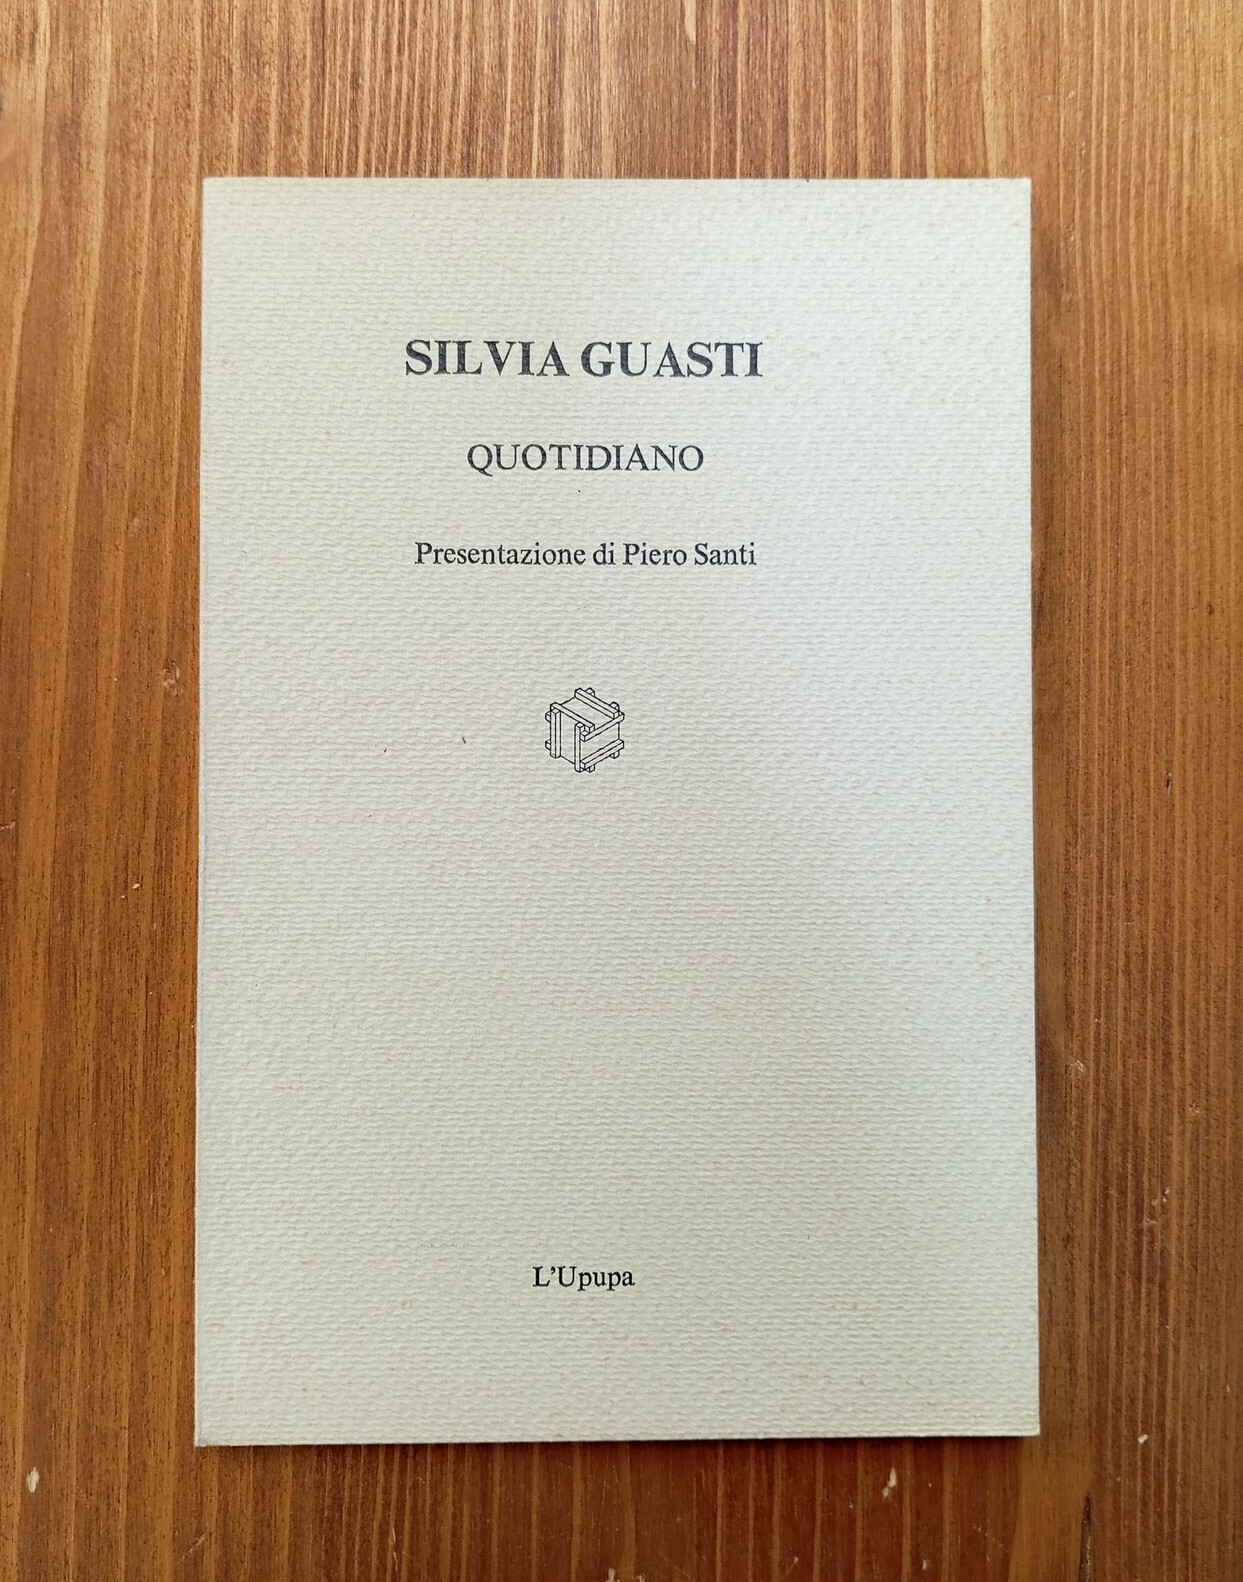 SILVIA GUASTI
QUOTIDIANO
Presentazione di Piero Santi
L'Upupa